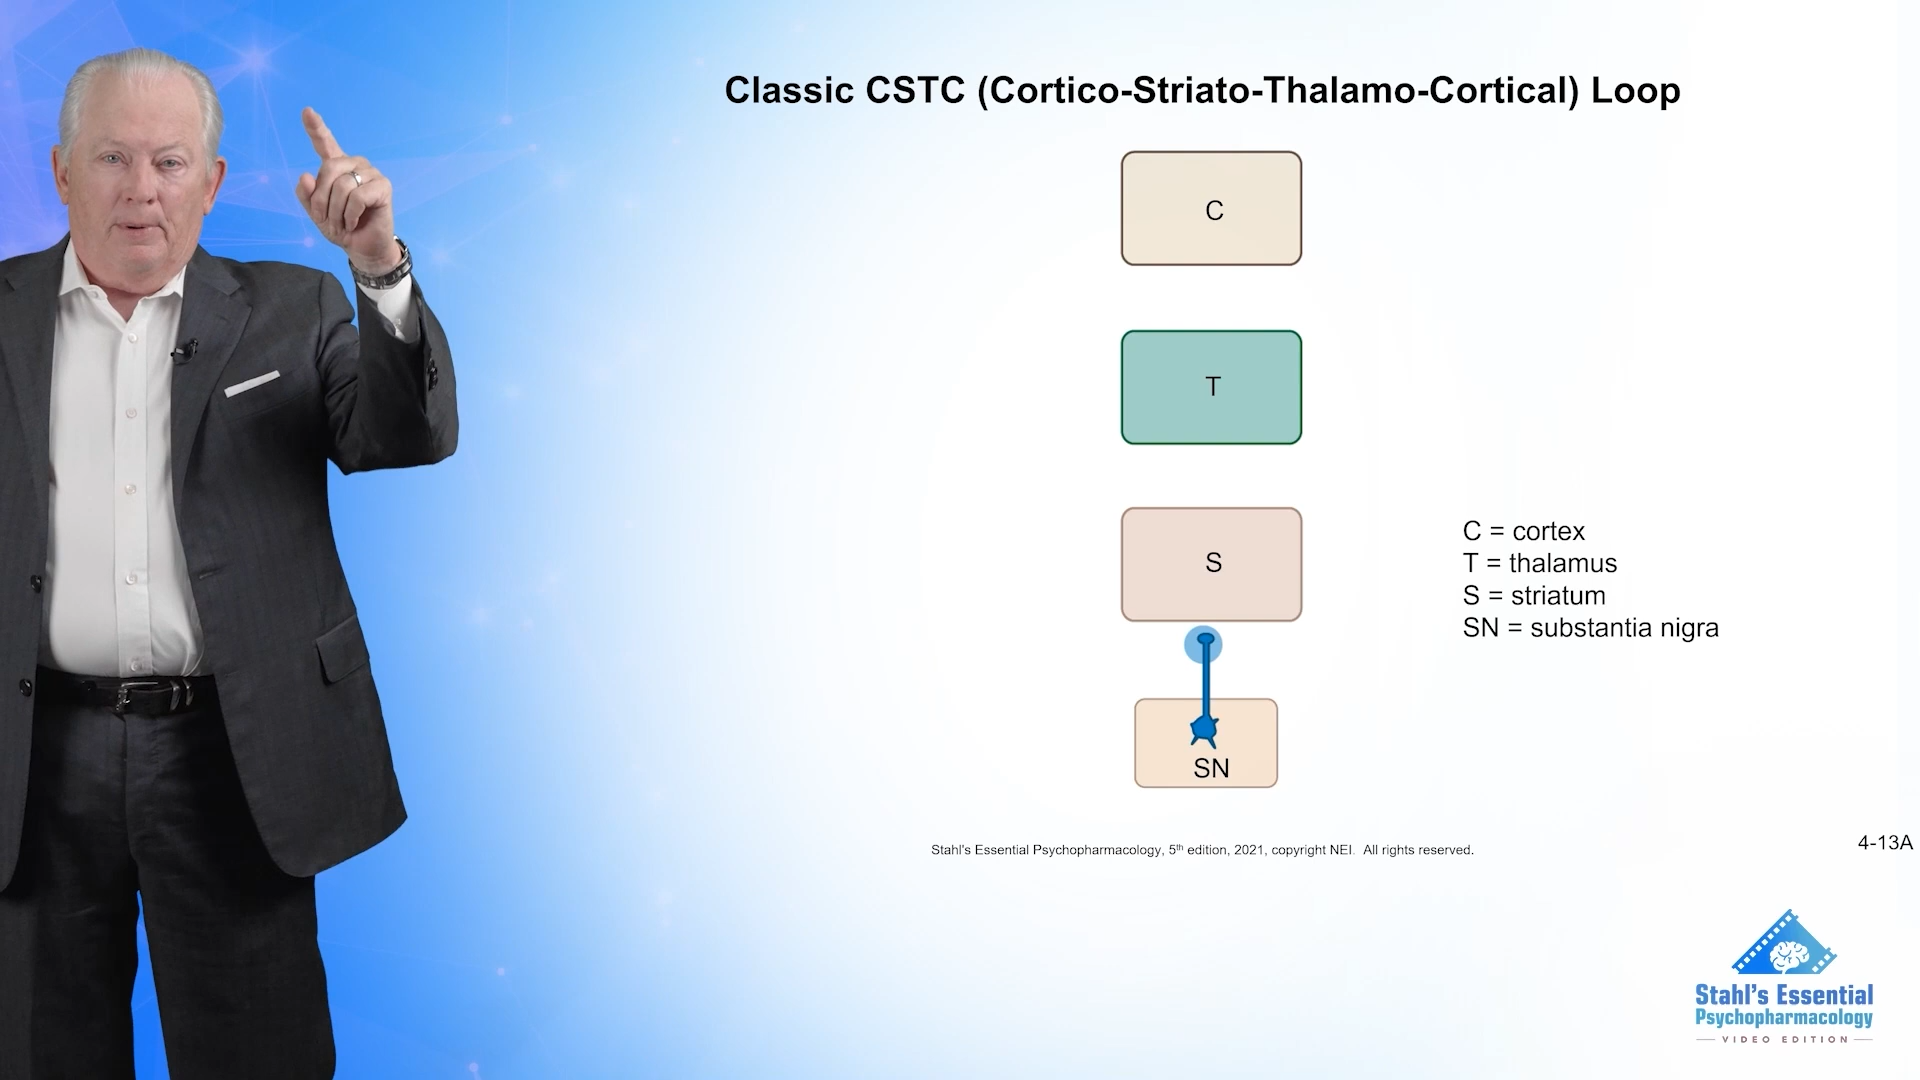 Classic CSTC (Cortico-Striato-Thalamo-Cortical) Loop
C
T
S
C = cortex
T = thalamus
S = striatum
SN = substantia nigra
SN
Stahl's Essential Psychopharmacology, 5th edition, 2021, copyright NEI. All rights reserved.
4-13A
Stahl's Essential
Psychopharmacology
VIDEO EDITION